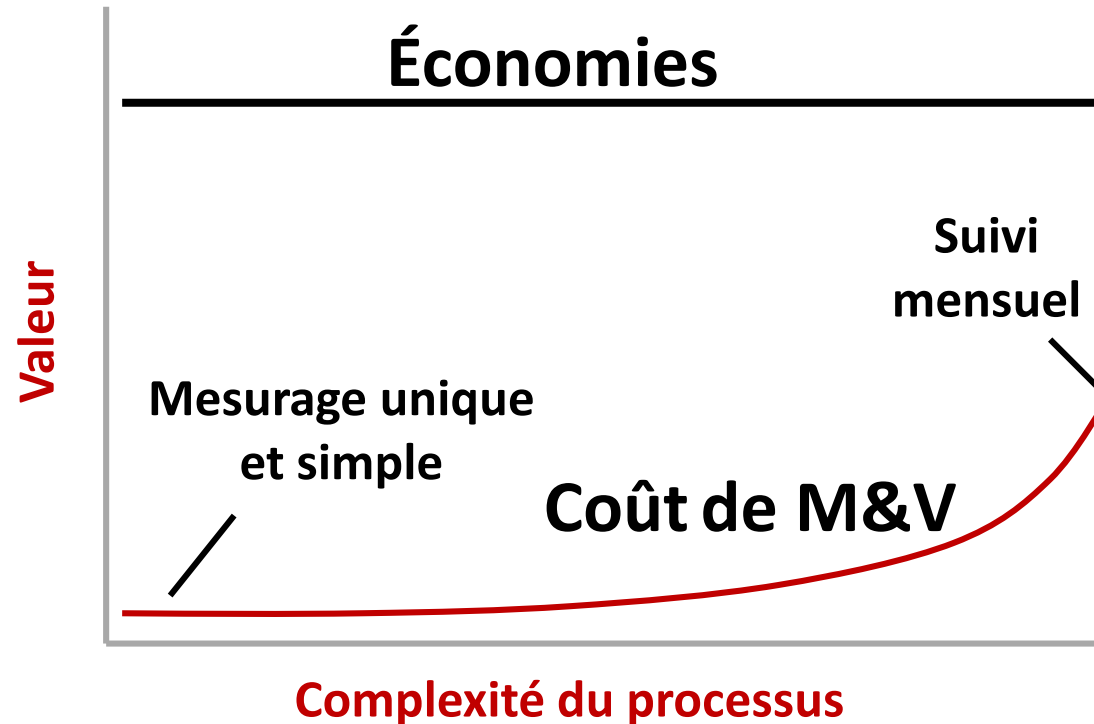 Économies
Suivi
mensuel
Valeur
Mesurage unique
et simple
Coût de M&V
Complexité du processus